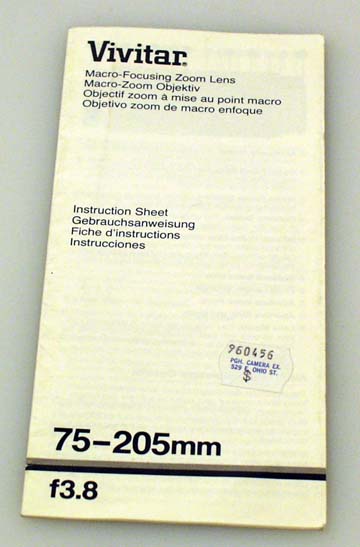 Vivitar®
Macro-Focusing Zoom Lens
Macro-Zoom Objektiv
Objectif zoom à mise au point macro
Objetivo zoom de macro enfoque
Instruction Sheet
Gebrauchsanweisung
Fiche d'instructions
Instrucciones
960456
PGH. CAMERA EX.
529 E. OHIO ST.
75–205mm
f3.8